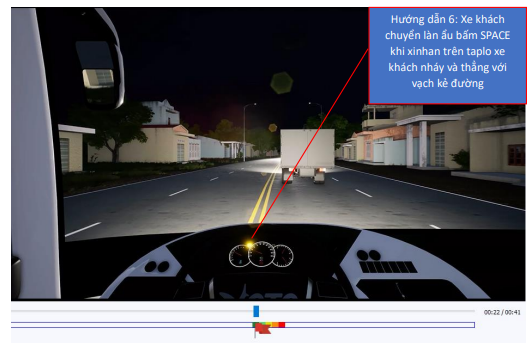 Hướng dẫn 6: Xe khách
chuyển làn ẩu bấm SPACE
khi xinhan trên taplo xe
khách nháy và thẳng với
vạch kẻ đường
00:22 / 00:41